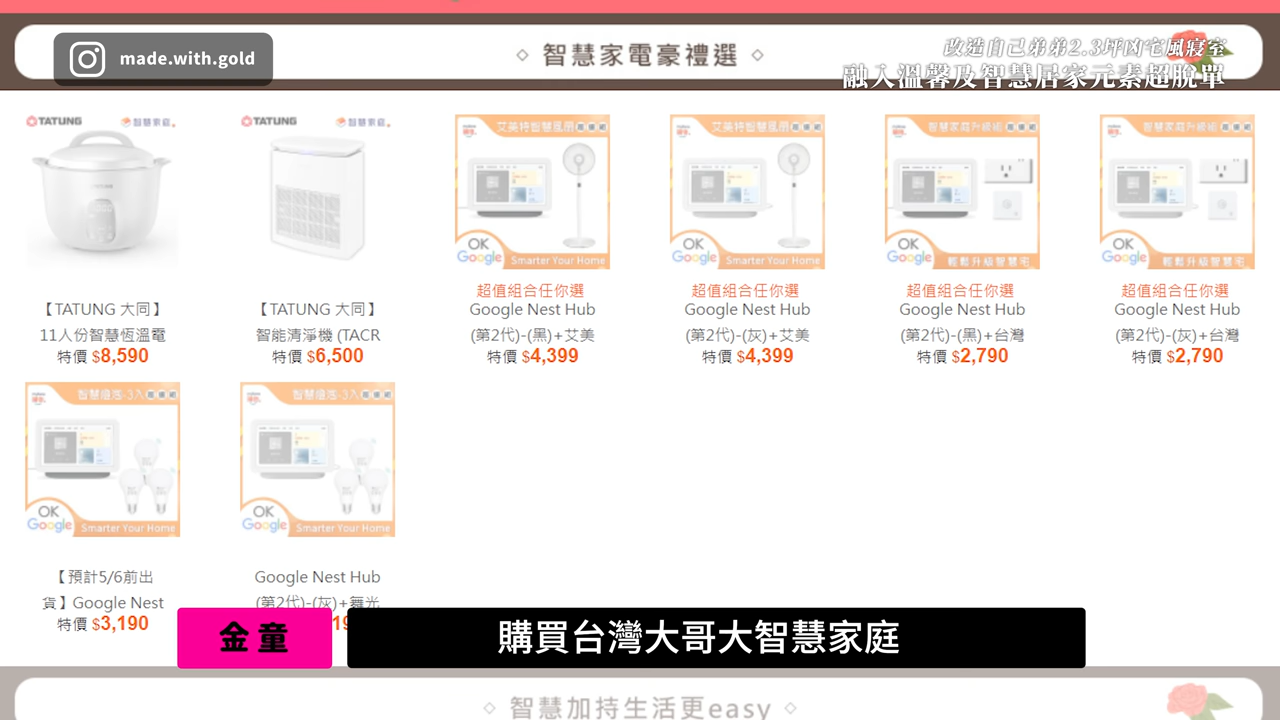 made.with.gold
智慧家電豪禮選
改造自己弟弟2.3坪凶宅風寢室
融入溫馨及智慧居家元素超脫單
TATUNG 智慧家庭
TATUNG 智慧家庭
艾美特智慧風扇
OK Google
Smarter Your Home
艾美特智慧風扇
OK Google
Smarter Your Home
智慧家庭升級組
OK Google
輕鬆升級智慧宅
智慧家庭升級組
OK Google
輕鬆升級智慧宅
【TATUNG 大同】
11人份智慧恆溫電
特價 $8,590
【TATUNG 大同】
智能清淨機 (TACR
特價 $6,500
超值組合任你選
Google Nest Hub
(第2代)-(黑)+艾美
特價 $4,399
超值組合任你選
Google Nest Hub
(第2代)-(灰)+艾美
特價 $4,399
超值組合任你選
Google Nest Hub
(第2代)-(黑)+台灣
特價 $2,790
超值組合任你選
Google Nest Hub
(第2代)-(灰)+台灣
特價 $2,790
智慧燈泡-3入
OK Google
Smarter Your Home
智慧燈泡-3入
OK Google
Smarter Your Home
【預計5/6前出
貨】Google Nest
特價 $3,190
Google Nest Hub
(第2代)-(灰)+舞光
金童
購買台灣大哥大智慧家庭
智慧加持生活更easy